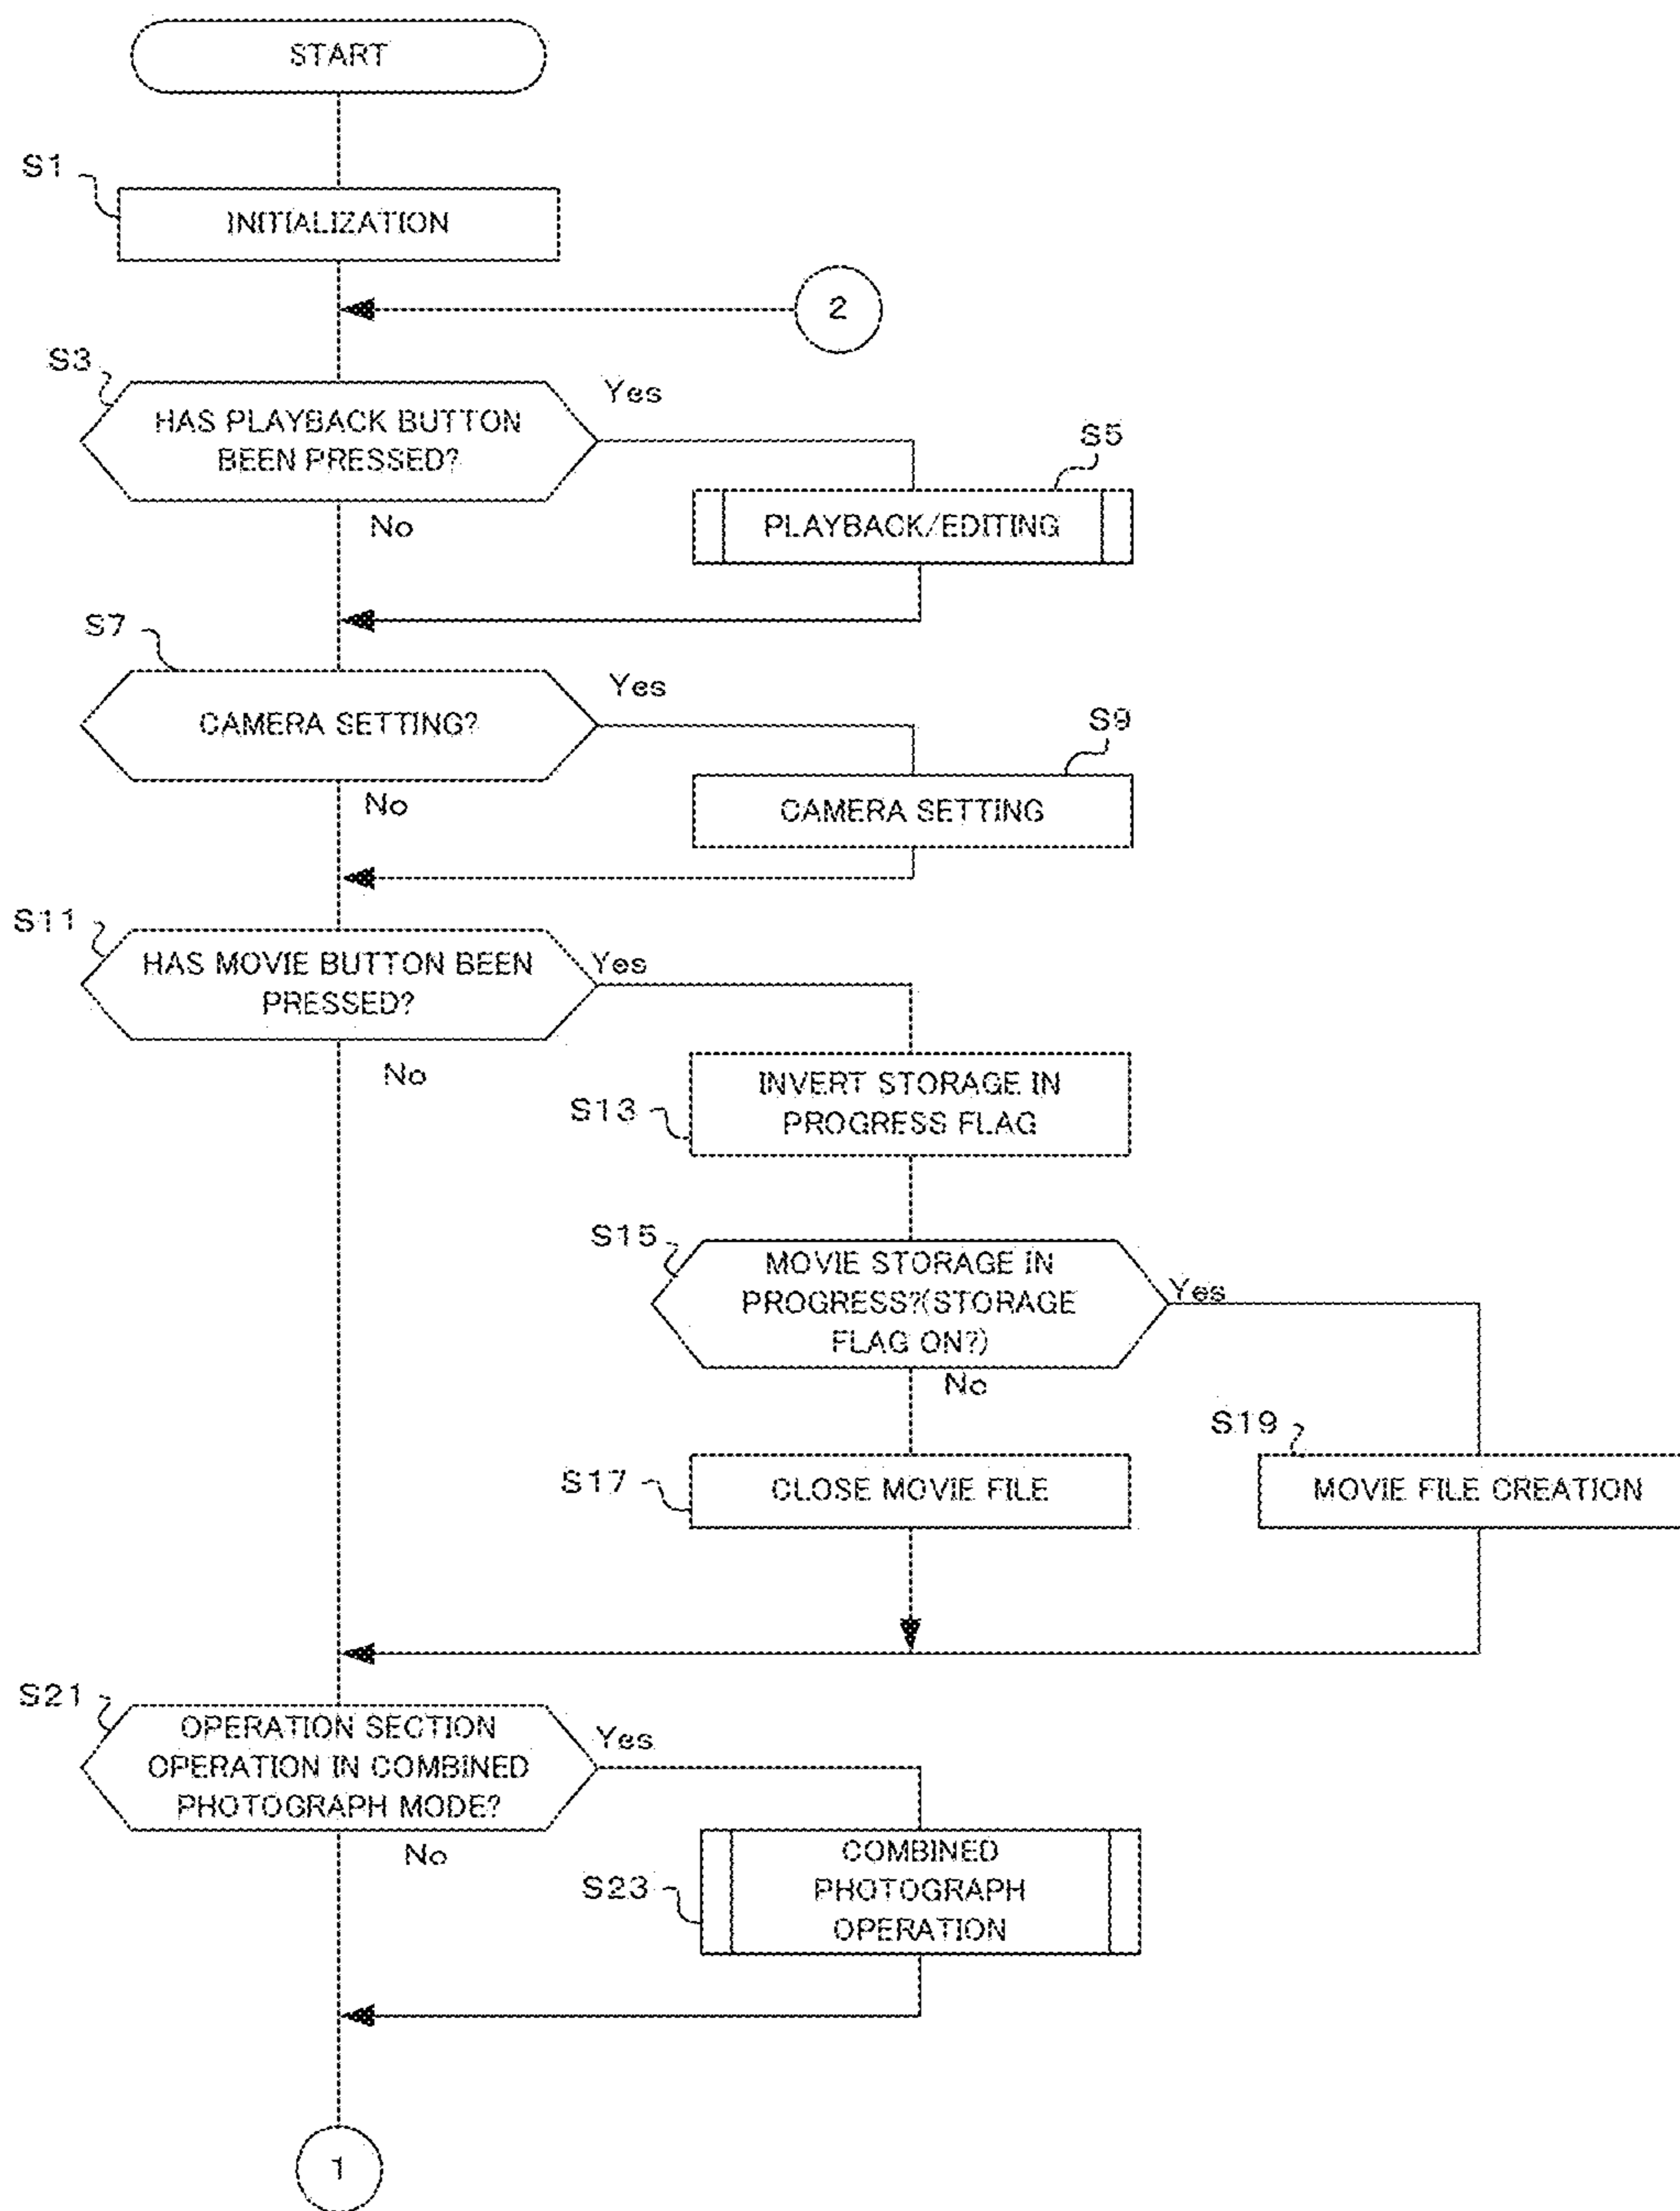 START
S1
INITIALIZATION
2
S3
HAS PLAYBACK BUTTON
BEEN PRESSED?
Yes
No
S5
PLAYBACK/EDITING
S7
CAMERA SETTING?
Yes
No
S9
CAMERA SETTING
S11
HAS MOVIE BUTTON BEEN
PRESSED?
Yes
No
S13
INVERT STORAGE IN
PROGRESS FLAG
S15
MOVIE STORAGE IN
PROGRESS?(STORAGE
FLAG ON?)
Yes
No
S17
CLOSE MOVIE FILE
S19
MOVIE FILE CREATION
S21
OPERATION SECTION
OPERATION IN COMBINED
PHOTOGRAPH MODE?
Yes
No
S23
COMBINED
PHOTOGRAPH
OPERATION
1